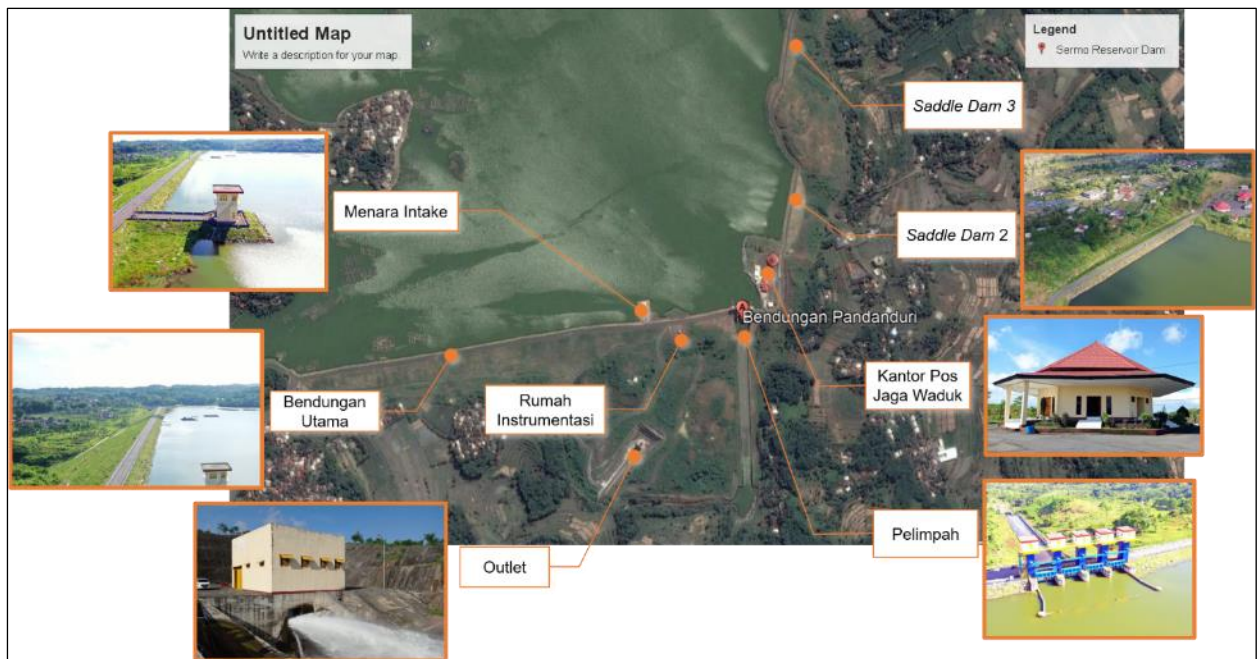 Untitled Map
Write a description for your map.
Legend
Sermo Reservoir Dam
Saddle Dam 3
Menara Intake
Saddle Dam 2
Bendungan Pandanduri
Bendungan
Utama
Rumah
Instrumentasi
Kantor Pos
Jaga Waduk
Outlet
Pelimpah